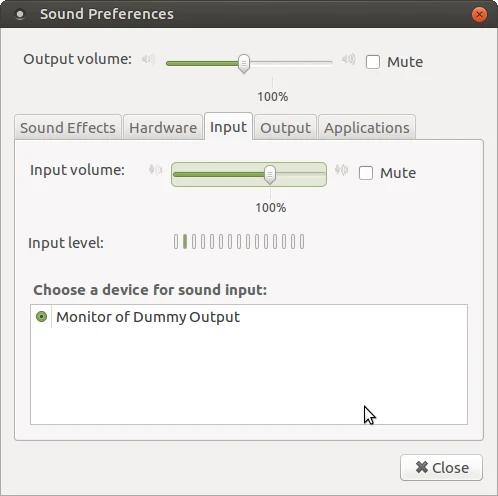 Sound Preferences
Output volume: Mute
100%
Sound Effects Hardware Input Output Applications
Input volume: Mute
100%
Input level:
Choose a device for sound input:
Monitor of Dummy Output
Close